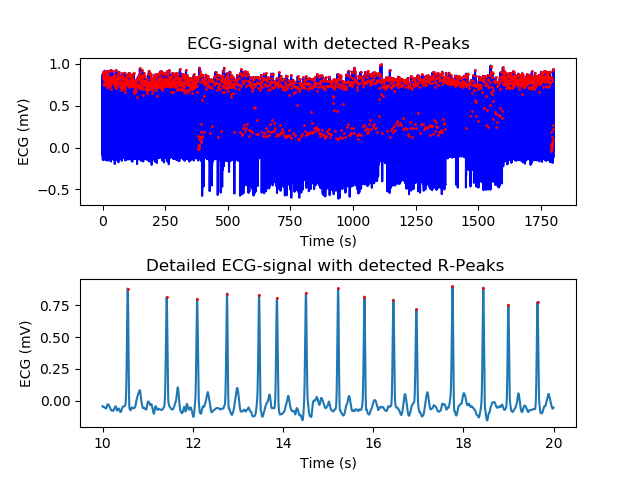 ECG-signal with detected R-Peaks
1.0
0.5
0.0
−0.5
ECG (mV)
0 250 500 750 1000 1250 1500 1750
Time (s)
Detailed ECG-signal with detected R-Peaks
0.75
0.50
0.25
0.00
ECG (mV)
10 12 14 16 18 20
Time (s)